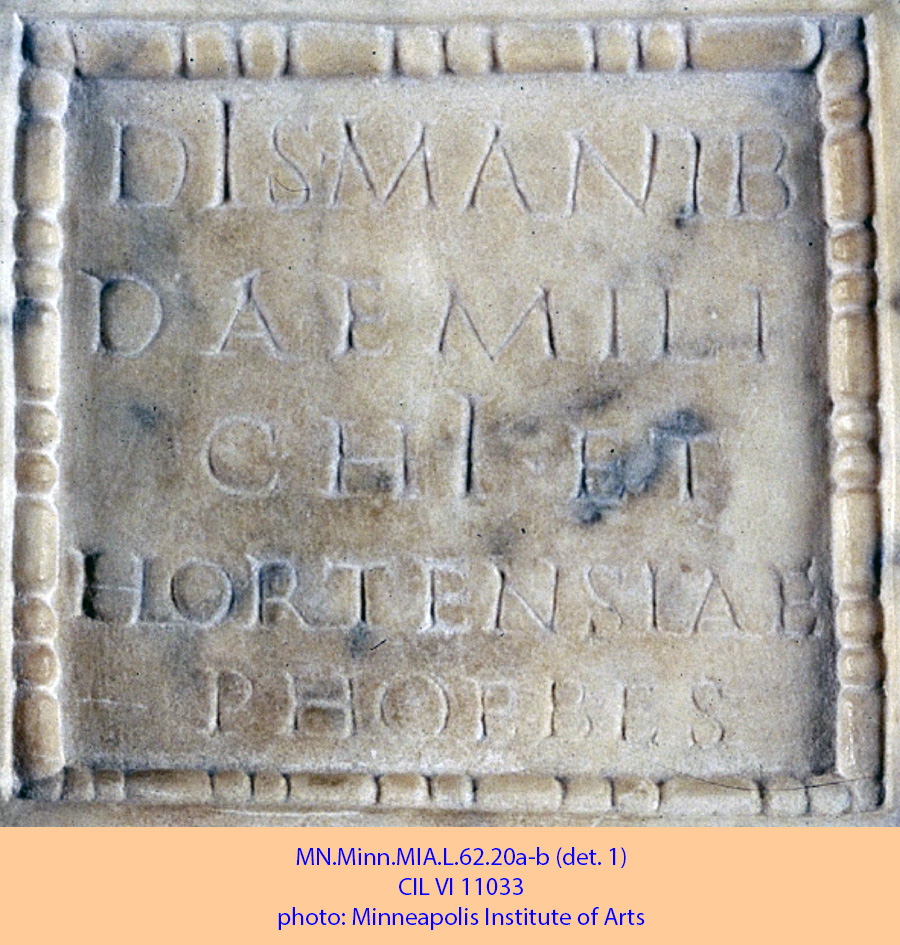 DIS MANIB
D AEMILI
CHI · ET
HORTENSIAE
PHOEBES
MN.Minn.MIA.L.62.20a-b (det. 1)
CIL VI 11033
photo: Minneapolis Institute of Arts